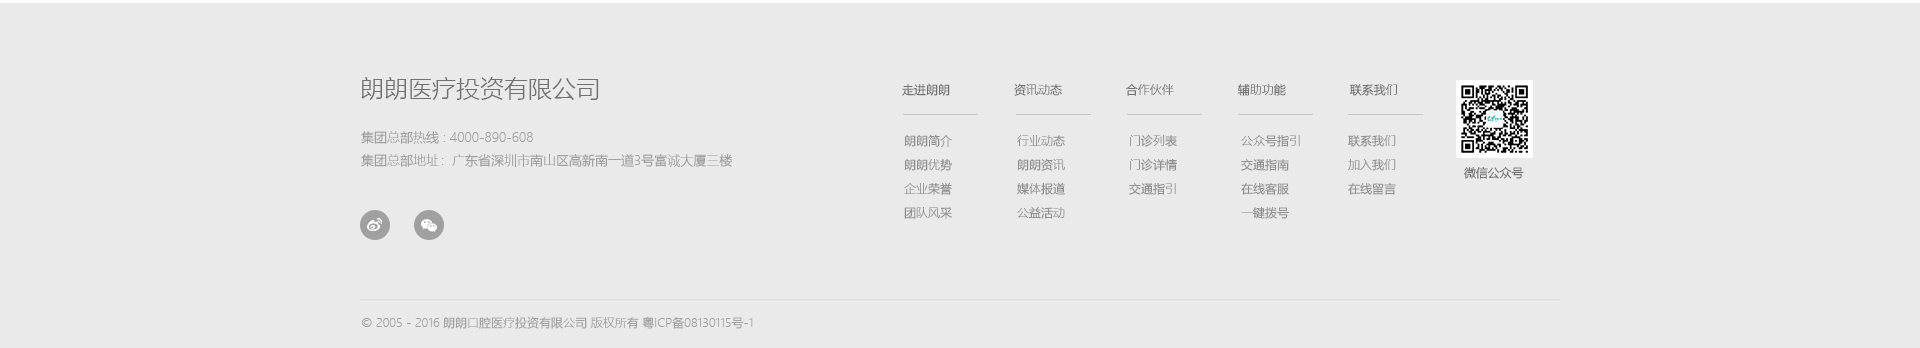 朗朗医疗投资有限公司
集团总部热线 : 4000-890-608
集团总部地址 : 广东省深圳市南山区高新南一道3号富诚大厦三楼
走进朗朗
朗朗简介
朗朗优势
企业荣誉
团队风采
资讯动态
行业动态
朗朗资讯
媒体报道
公益活动
合作伙伴
门诊列表
门诊详情
交通指引
辅助功能
公众号指引
交通指南
在线客服
一键拨号
联系我们
联系我们
加入我们
在线留言
微信公众号
© 2005 - 2016 朗朗口腔医疗投资有限公司 版权所有 粤ICP备08130115号-1